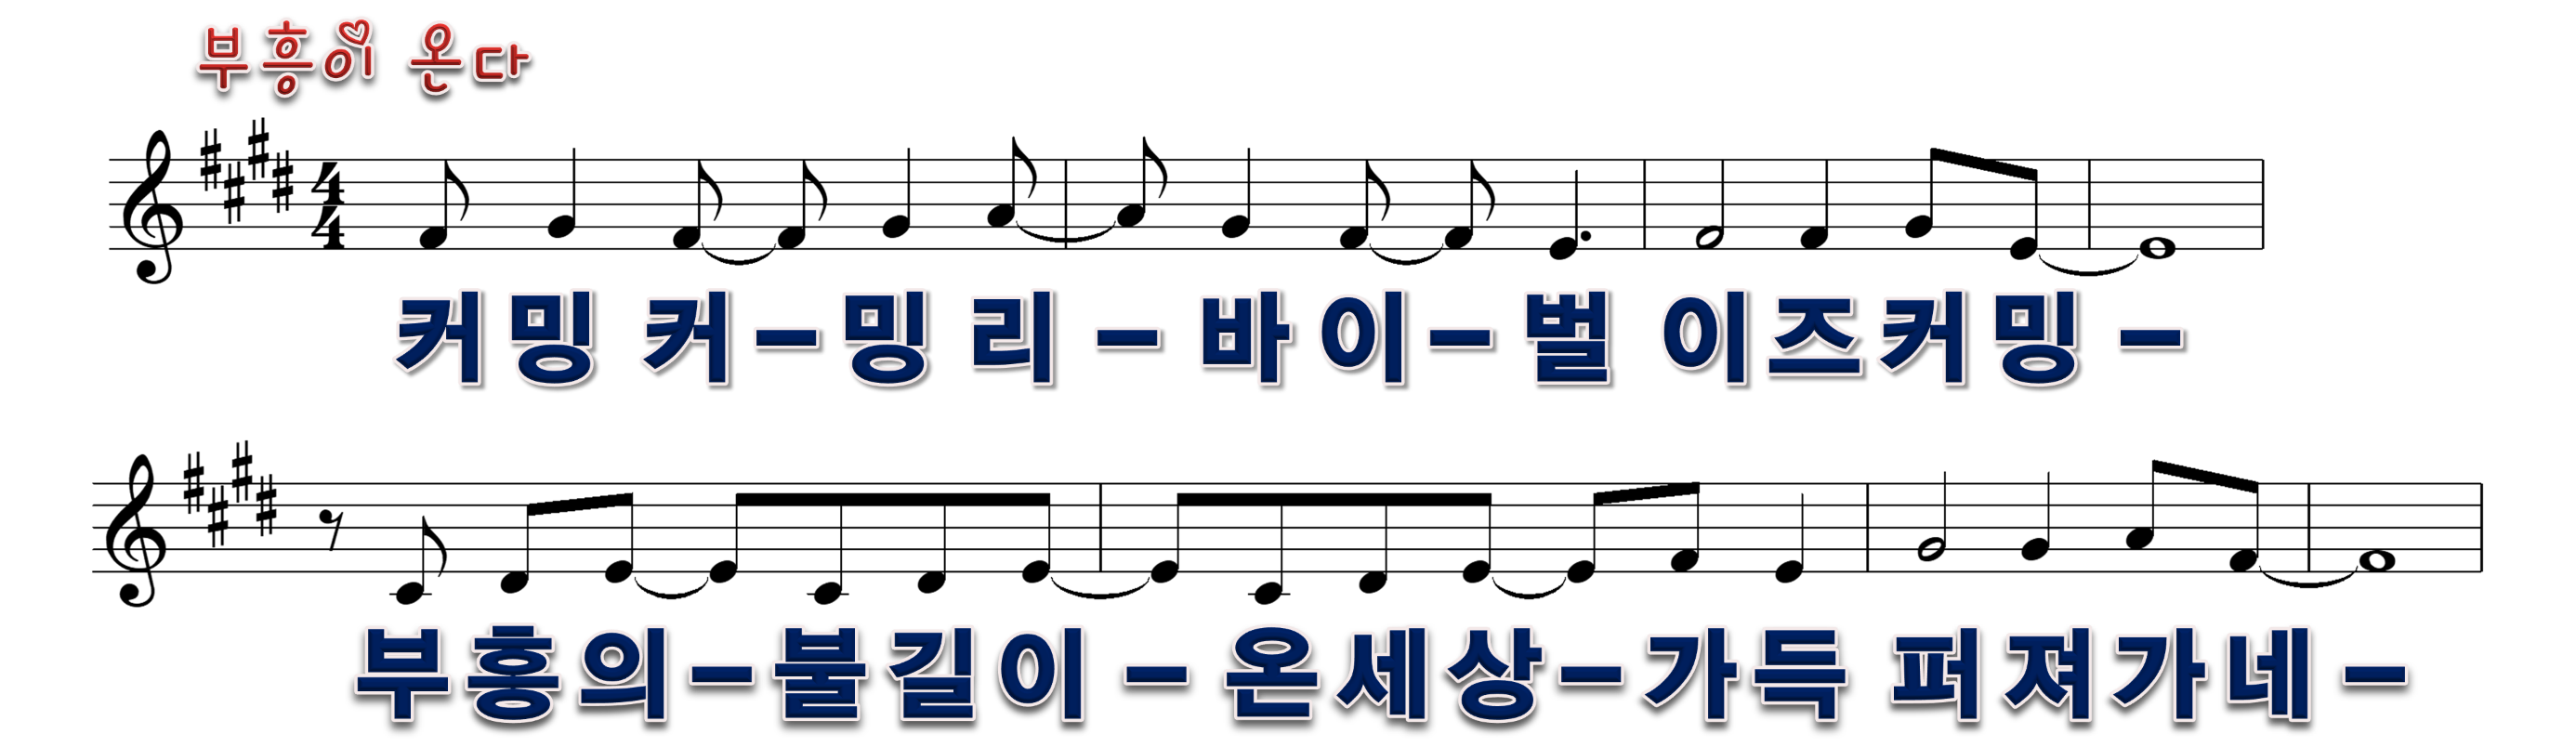 부흥이 온다
커밍 커-밍 리 - 바이-벌 이즈커밍 -
부흥의-불길이 - 온세상-가득 퍼져가네-